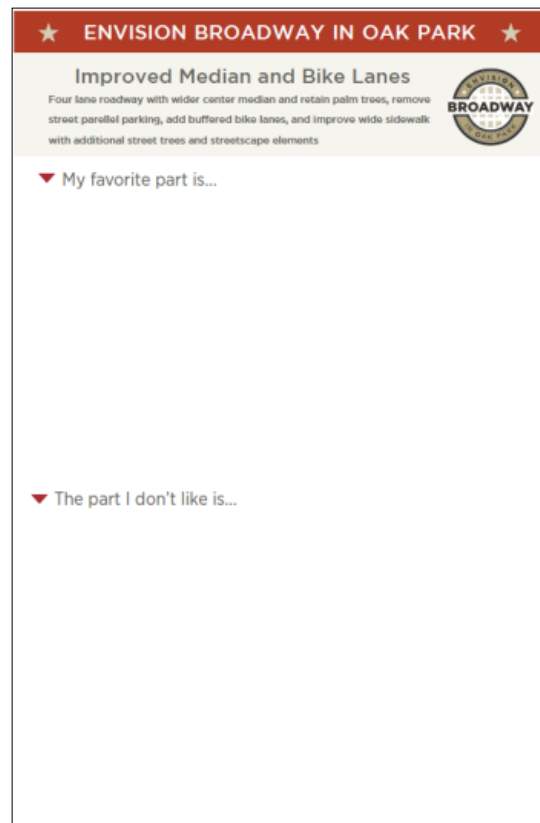 ENVISION BROADWAY IN OAK PARK
Improved Median and Bike Lanes
Four lane roadway with wider center median and retain palm trees, remove
street parellel parking, add buffered bike lanes, and improve wide sidewalk
with additional street trees and streetscape elements
ENVISION
BROADWAY
IN OAK PARK
My favorite part is...
The part I don't like is...